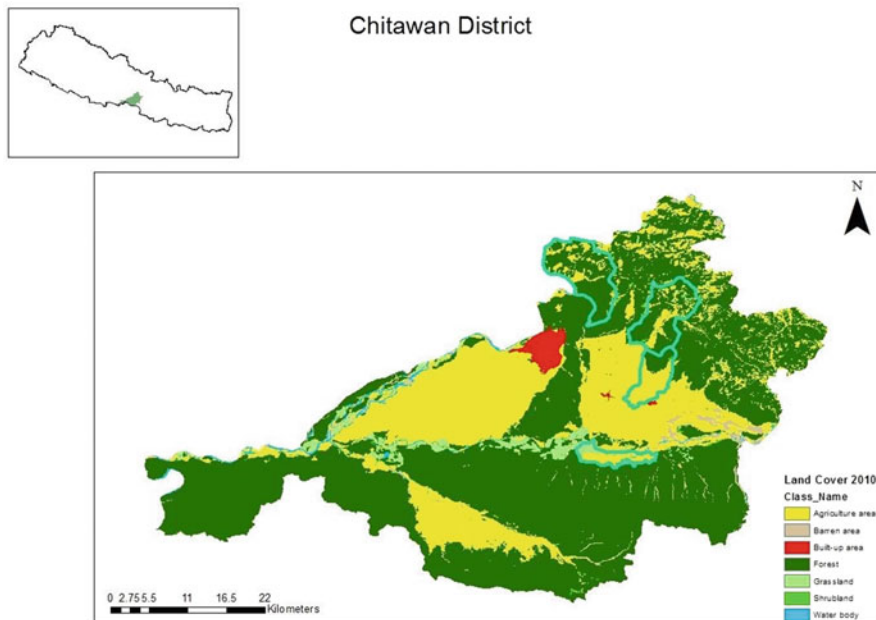 Chitawan District
N
Land Cover 2010
Class_Name
Agriculture area
Barren area
Built-up area
Forest
Grassland
Shrubland
Water body
0 2.75 5.5 11 16.5 22
Kilometers